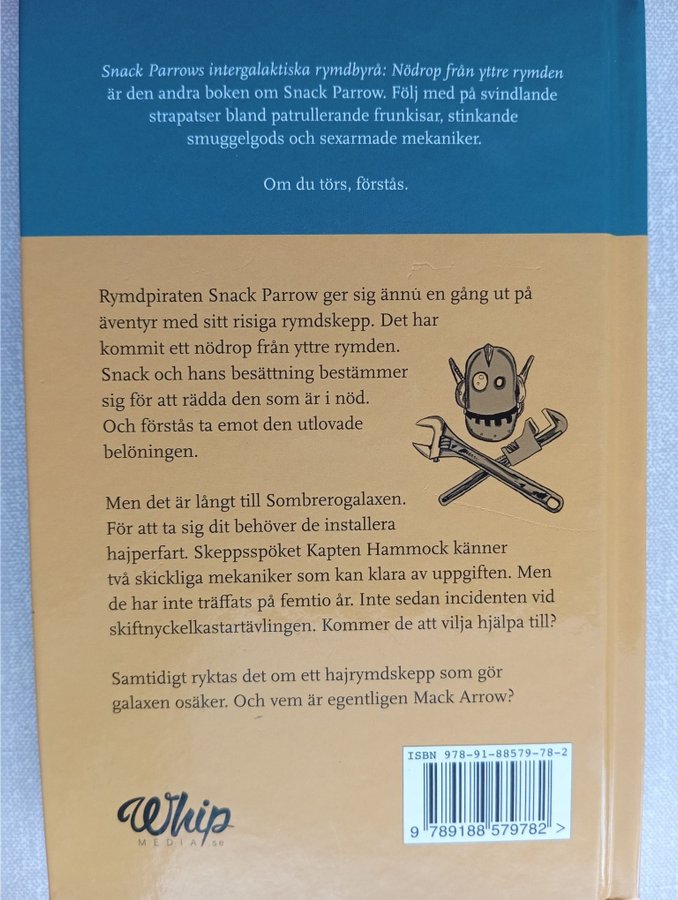 Snack Parrows intergalaktiska rymdbyrå: Nödrop från yttre rymden
är den andra boken om Snack Parrow. Följ med på svindlande
strapatser bland patrullerande frunkisar, stinkande
smuggelgods och sexarmade mekaniker.
Om du törs, förstås.
Rymdpiraten Snack Parrow ger sig ännu en gång ut på
äventyr med sitt risiga rymdskepp. Det har
kommit ett nödrop från yttre rymden.
Snack och hans besättning bestämmer
sig för att rädda den som är i nöd.
Och förstås ta emot den utlovade
belöningen.
Men det är långt till Sombrerogalaxen.
För att ta sig dit behöver de installera
hajperfart. Skeppsspöket Kapten Hammock känner
två skickliga mekaniker som kan klara av uppgiften. Men
de har inte träffats på femtio år. Inte sedan incidenten vid
skiftnyckelkastartävlingen. Kommer de att vilja hjälpa till?
Samtidigt ryktas det om ett hajrymdskepp som gör
galaxen osäker. Och vem är egentligen Mack Arrow?
ISBN 978-91-88579-78-2
9 789188 579782 >
Whip
MEDIA.se